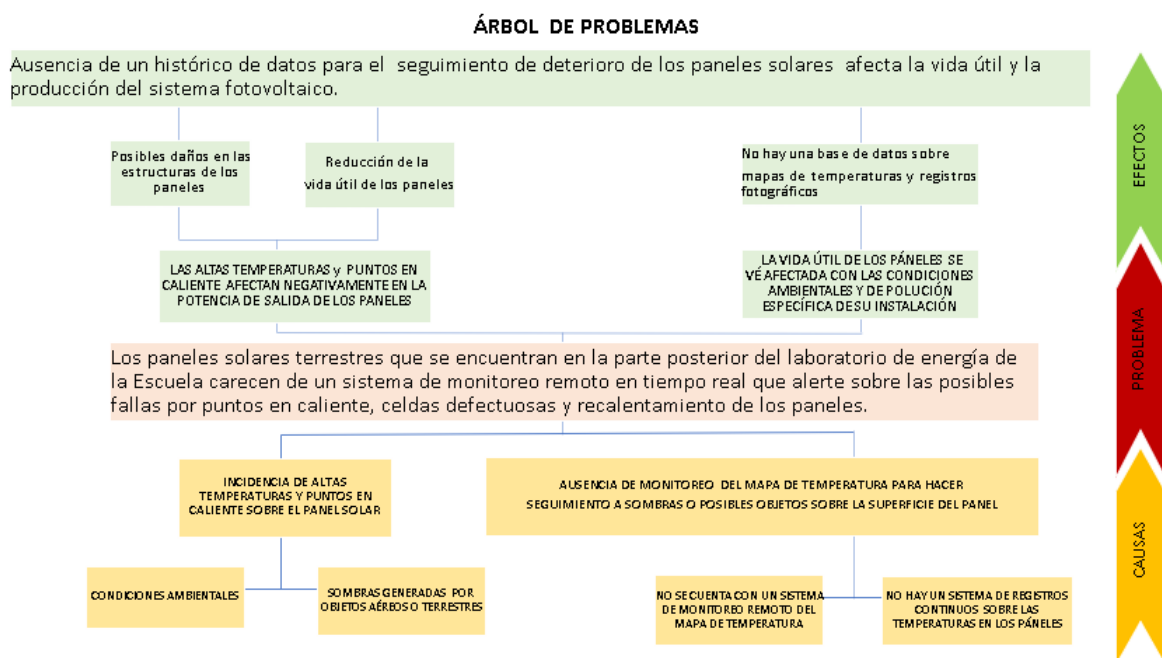 ÁRBOL DE PROBLEMAS
Ausencia de un histórico de datos para el seguimiento de deterioro de los paneles solares afecta la vida útil y la
producción del sistema fotovoltaico.
Posibles daños en las
estructuras de los
paneles
Reducción de la
vida útil de los paneles
No hay una base de datos sobre
mapas de temperaturas y registros
fotográficos
LAS ALTAS TEMPERATURAS y PUNTOS EN
CALIENTE AFECTAN NEGATIVAMENTE EN LA
POTENCIA DE SALIDA DE LOS PANELES
LA VIDA ÚTIL DE LOS PÁNELES SE
VÉ AFECTADA CON LAS CONDICIONES
AMBIENTALES Y DE POLUCIÓN
ESPECÍFICA DE SU INSTALACIÓN
Los paneles solares terrestres que se encuentran en la parte posterior del laboratorio de energía de
la Escuela carecen de un sistema de monitoreo remoto en tiempo real que alerte sobre las posibles
fallas por puntos en caliente, celdas defectuosas y recalentamiento de los paneles.
INCIDENCIA DE ALTAS
TEMPERATURAS Y PUNTOS EN
CALIENTE SOBRE EL PANEL SOLAR
AUSENCIA DE MONITOREO DEL MAPA DE TEMPERATURA PARA HACER
SEGUIMIENTO A SOMBRAS O POSIBLES OBJETOS SOBRE LA SUPERFICIE DEL PANEL
CONDICIONES AMBIENTALES
SOMBRAS GENERADAS POR
OBJETOS AÉREOS O TERRESTRES
NO SE CUENTA CON UN SISTEMA
DE MONITOREO REMOTO DEL
MAPA DE TEMPERATURA
NO HAY UN SISTEMA DE REGISTROS
CONTINUOS SOBRE LAS
TEMPERATURAS EN LOS PÁNELES
EFECTOS
PROBLEMA
CAUSAS